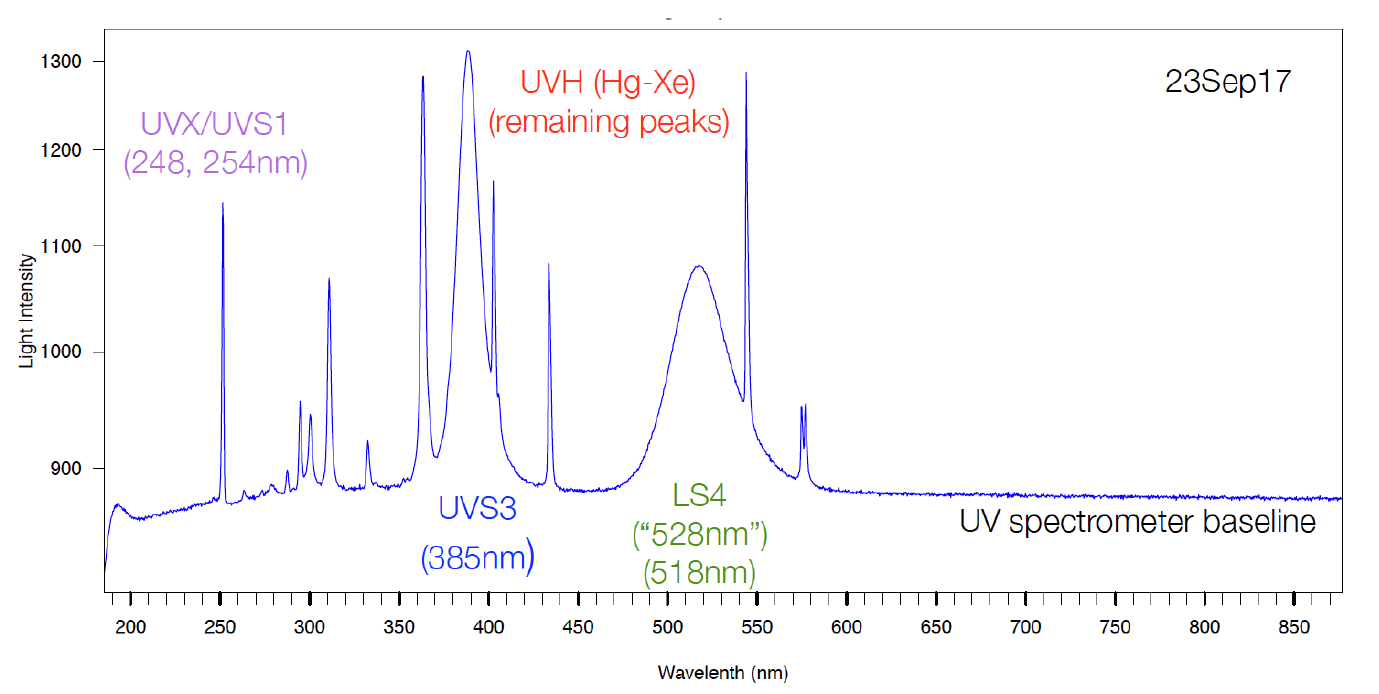 1300
1200
1100
1000
900
Light Intensity
UVX/UVS1
(248, 254nm)
UVH (Hg-Xe)
(remaining peaks)
23Sep17
UVS3
(385nm)
LS4
(“528nm”)
(518nm)
UV spectrometer baseline
200 250 300 350 400 450 500 550 600 650 700 750 800 850
Wavelenth (nm)